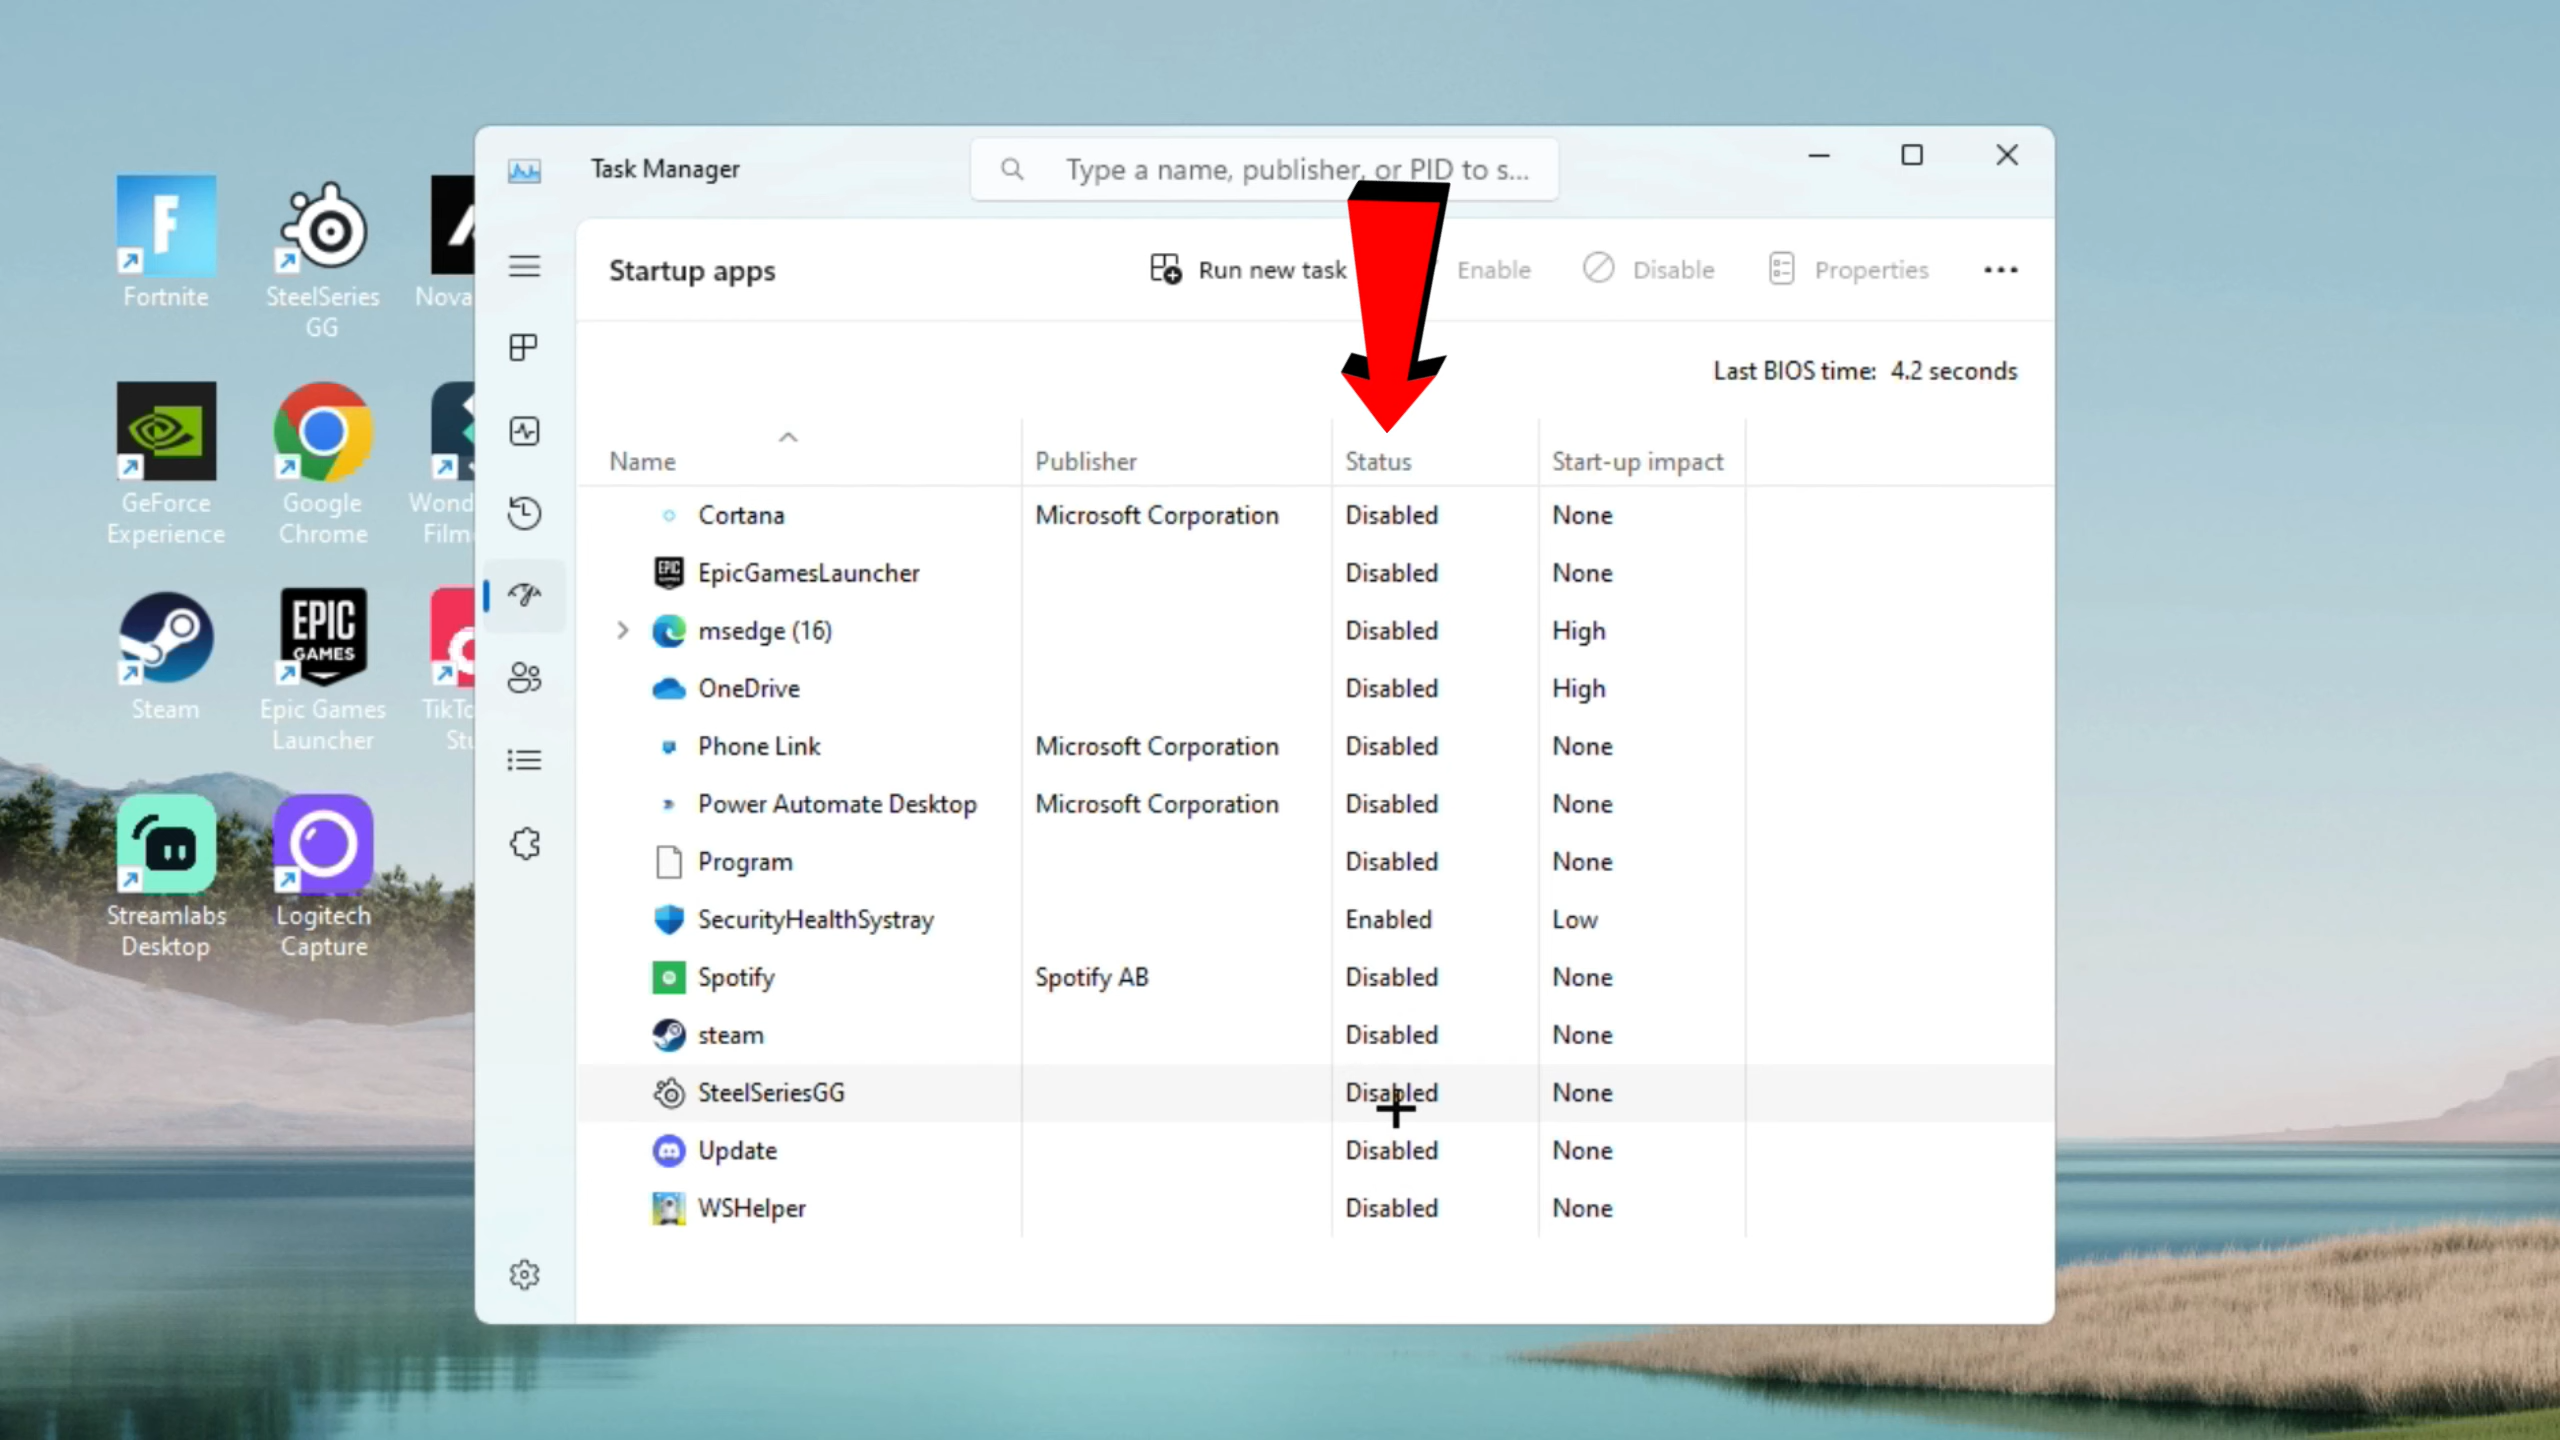 Task Manager
Type a name, publisher, or PID to s...
Startup apps
Run new task
Enable
Disable
Properties
Last BIOS time: 4.2 seconds
Name
Publisher
Status
Start-up impact
Cortana Microsoft Corporation Disabled None
EpicGamesLauncher Disabled None
msedge (16) Disabled High
OneDrive Disabled High
Phone Link Microsoft Corporation Disabled None
Power Automate Desktop Microsoft Corporation Disabled None
Program Disabled None
SecurityHealthSystray Enabled Low
Spotify Spotify AB Disabled None
steam Disabled None
SteelSeriesGG Disabled None
Update Disabled None
WSHelper Disabled None
Fortnite
SteelSeries
GG
Nova
GeForce
Experience
Google
Chrome
Wond
Film
Steam
EPIC
GAMES
Epic Games
Launcher
TikTo
Stu
Streamlabs
Desktop
Logitech
Capture